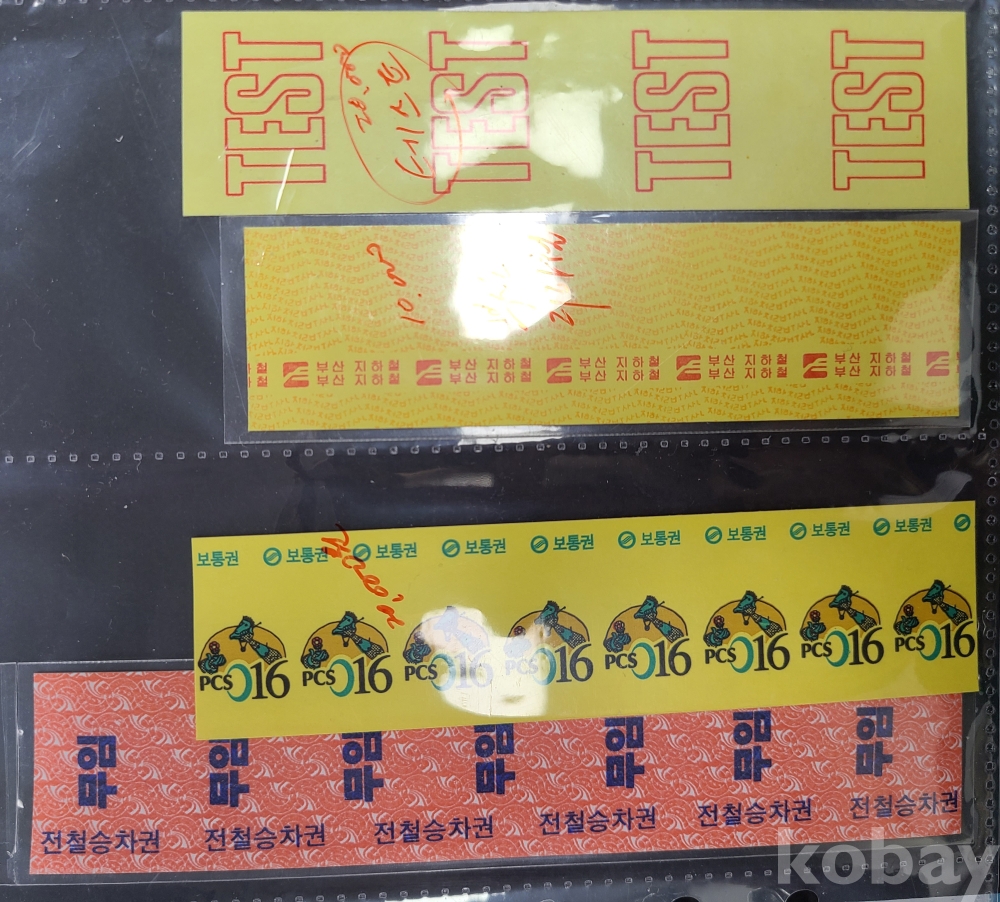 TEST TEST TEST TEST
20,000
테스트
10,000
부산 지하철 부산 지하철 부산 지하철 부산 지하철 부산 지하철
부산 지하철 부산 지하철 부산 지하철 부산 지하철 부산 지하철
보통권 보통권 보통권 보통권 보통권 보통권 보통권 보통권 보통권
PCS 016 PCS 016 PCS 016 PCS 016 PCS 016 PCS 016 PCS 016 PCS 016
무임 무임 무임 무임 무임 무임 무임
전철승차권 전철승차권 전철승차권 전철승차권 전철승차권 전철승차권
kobay